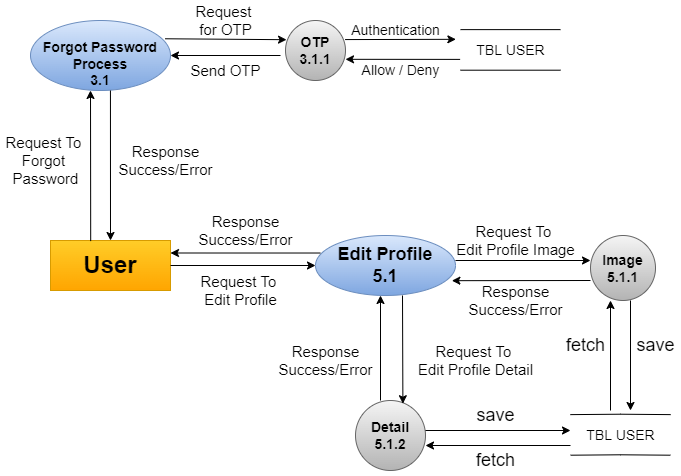 Request
for OTP
Forgot Password
Process
3.1
OTP
3.1.1
Authentication
TBL USER
Send OTP
Allow / Deny
Request To
Forgot
Password
Response
Success/Error
User
Response
Success/Error
Request To
Edit Profile
Edit Profile
5.1
Request To
Edit Profile Image
Image
5.1.1
Response
Success/Error
Response
Success/Error
Request To
Edit Profile Detail
fetch
save
Detail
5.1.2
save
TBL USER
fetch